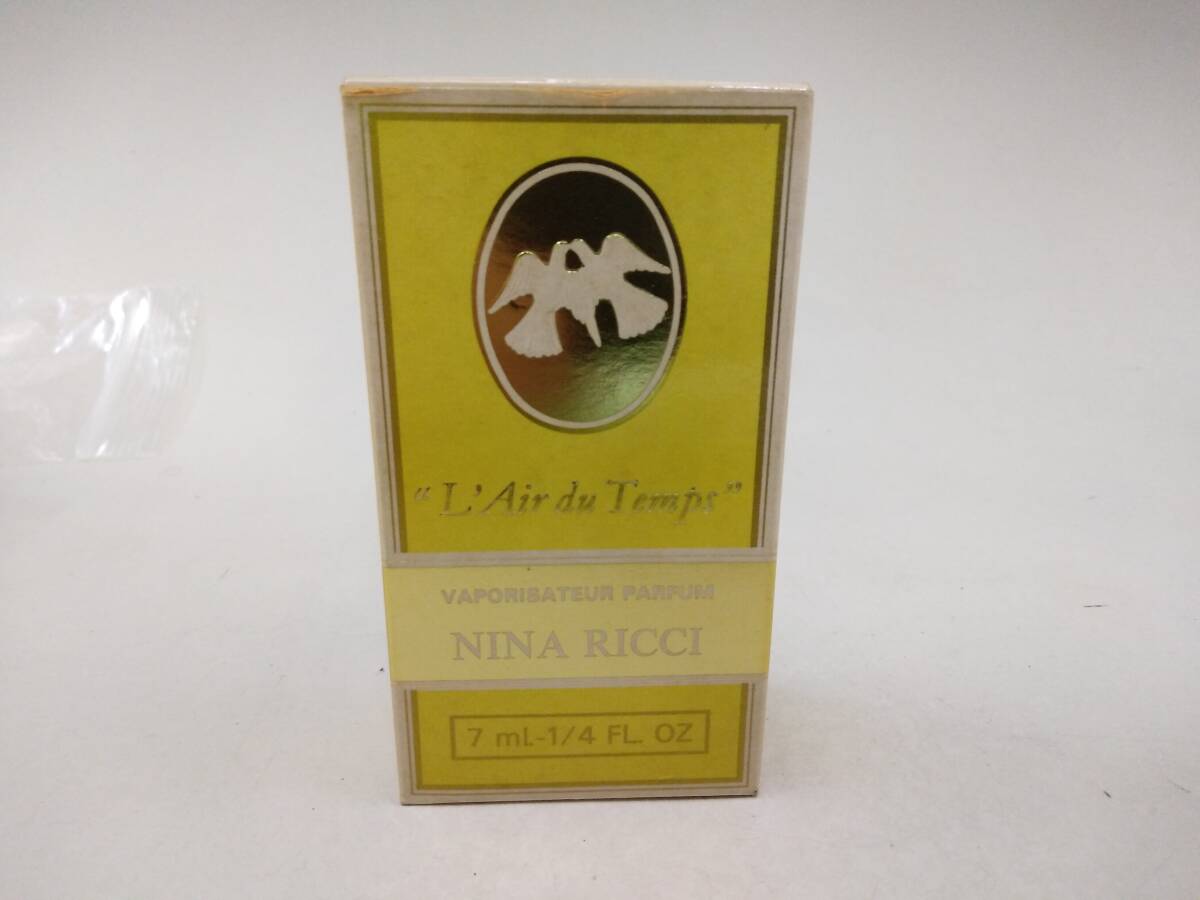 “L'Air du Temps”
VAPORISATEUR PARFUM
NINA RICCI
7 ml.-1/4 FL. OZ